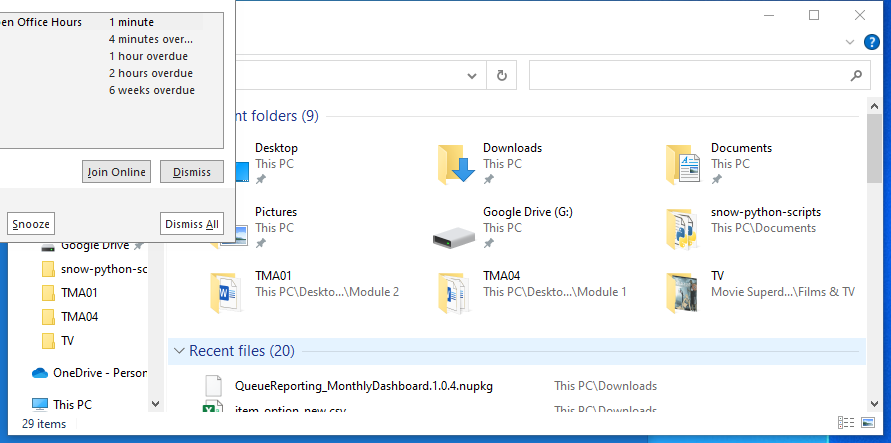 en Office Hours 1 minute
4 minutes over...
1 hour overdue
2 hours overdue
6 weeks overdue
Join Online Dismiss
Snooze Dismiss All
nt folders (9)
Desktop
This PC
Downloads
This PC
Documents
This PC
Pictures
This PC
Google Drive (G:)
This PC
snow-python-scripts
This PC\Documents
TMA01
This PC\Deskto...\Module 2
TMA04
This PC\Deskto...\Module 1
TV
Movie Superd...\Films & TV
Google Drive
snow-python-sc
TMA01
TMA04
TV
OneDrive - Person
This PC
Recent files (20)
QueueReporting_MonthlyDashboard.1.0.4.nupkg This PC\Downloads
item_option_new.csv This PC\Downloads
29 items